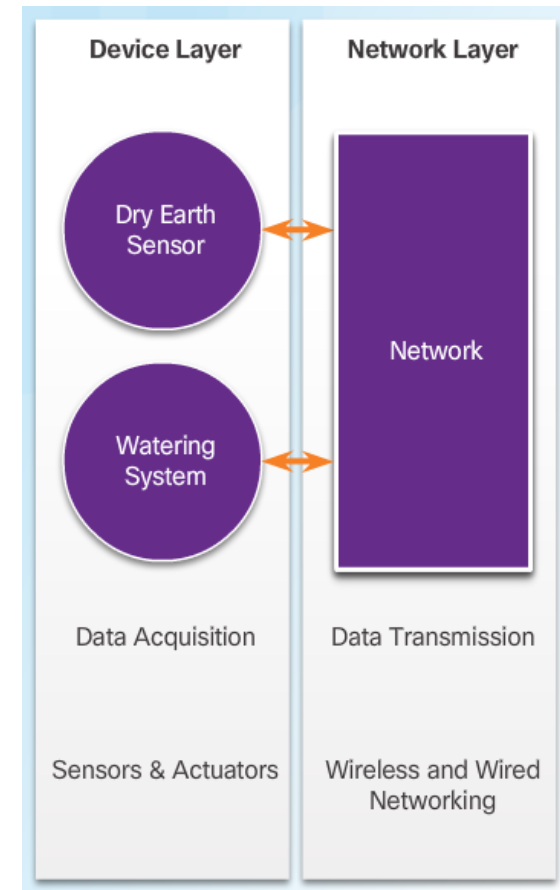 Device Layer
Network Layer
Dry Earth
Sensor
Network
Watering
System
Data Acquisition
Data Transmission
Sensors & Actuators
Wireless and Wired
Networking